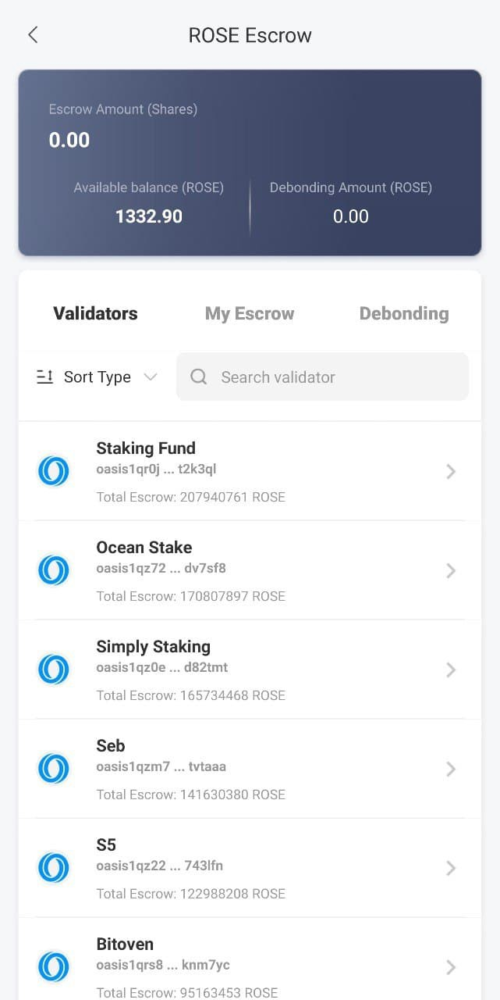 ROSE Escrow
Escrow Amount (Shares)
0.00
Available balance (ROSE)
1332.90
Debonding Amount (ROSE)
0.00
Validators
My Escrow
Debonding
Sort Type
Search validator
Staking Fund
oasis1qr0j ... t2k3ql
Total Escrow: 207940761 ROSE
Ocean Stake
oasis1qz72 ... dv7sf8
Total Escrow: 170807897 ROSE
Simply Staking
oasis1qz0e ... d82tmt
Total Escrow: 165734468 ROSE
Seb
oasis1qzm7 ... tvtaaa
Total Escrow: 141630380 ROSE
S5
oasis1qz22 ... 743lfn
Total Escrow: 122988208 ROSE
Bitoven
oasis1qrs8 ... knm7yc
Total Escrow: 95163453 ROSE